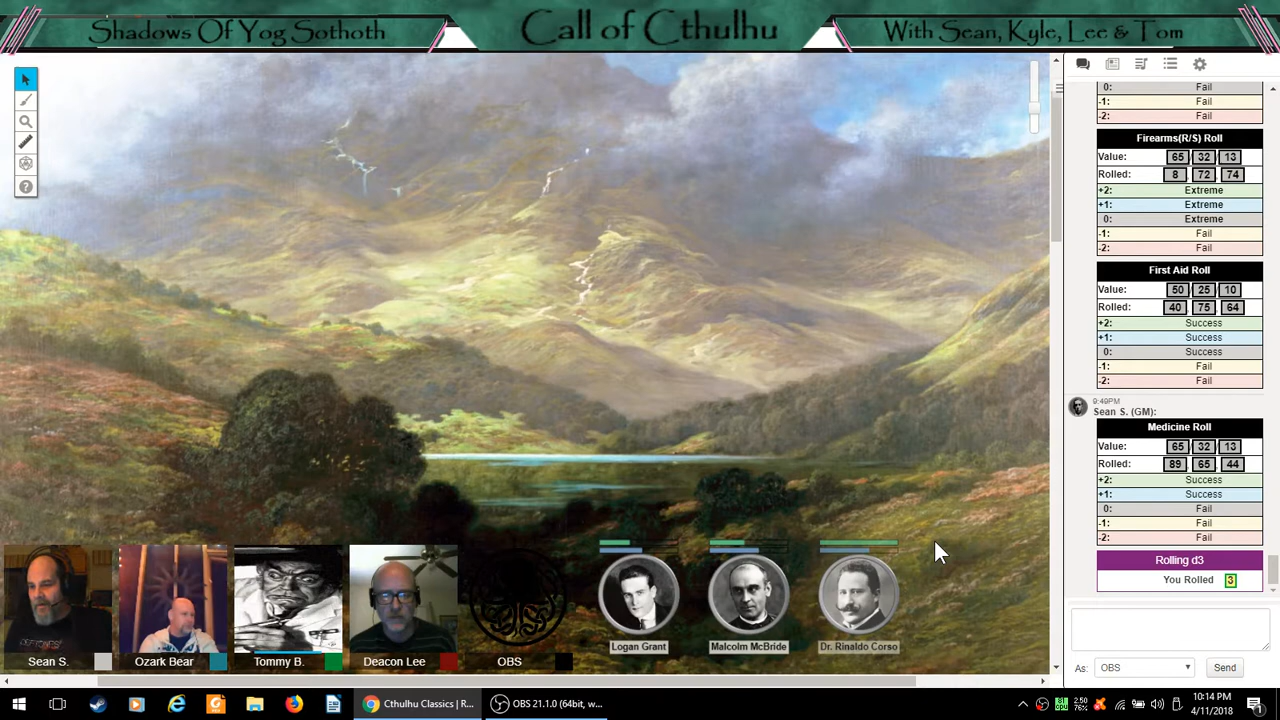 Shadows Of Yog Sothoth
Call of Cthulhu
With Sean, Kyle, Lee & Tom
0: Fail
-1: Fail
-2: Fail
Firearms(R/S) Roll
Value: 65 32 13
Rolled: 8 72 74
+2: Extreme
+1: Extreme
0: Extreme
-1: Fail
-2: Fail
First Aid Roll
Value: 50 25 10
Rolled: 40 75 64
+2: Success
+1: Success
0: Success
-1: Fail
-2: Fail
9:49PM
Sean S. (GM):
Medicine Roll
Value: 65 32 13
Rolled: 89 65 44
+2: Success
+1: Success
0: Fail
-1: Fail
-2: Fail
Rolling d3
You Rolled 3
As: OBS Send
Logan Grant
Malcolm McBride
Dr. Rinaldo Corso
Sean S.
Ozark Bear
Tommy B.
Deacon Lee
OBS
Cthulhu Classics | R...
OBS 21.1.0 (64bit, w...
2.50
76%
10:14 PM
4/11/2018